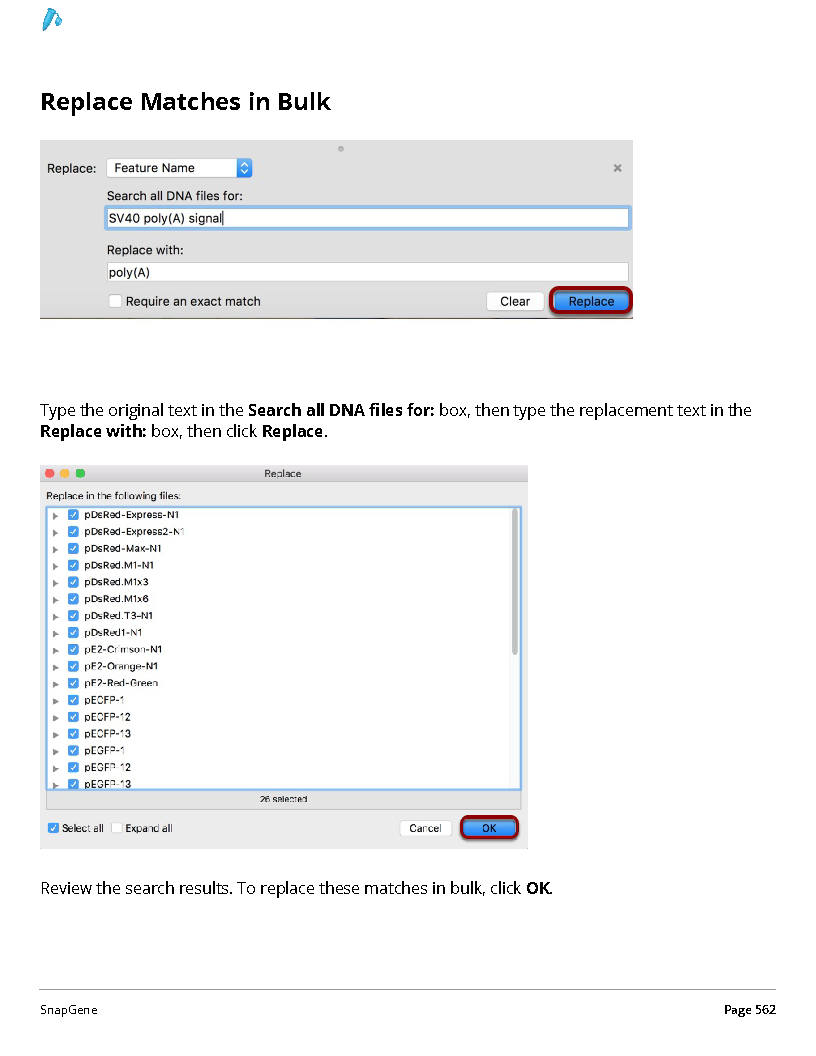 Replace Matches in Bulk
Replace: Feature Name
Search all DNA files for:
SV40 poly(A) signal
Replace with:
poly(A)
Require an exact match Clear Replace
Type the original text in the Search all DNA files for: box, then type the replacement text in the
Replace with: box, then click Replace.
Replace
Replace in the following files:
pDsRed-Express-N1
pDsRed-Express2-N1
pDsRed-Max-N1
pDsRed.M1-N1
pDsRed.M1x3
pDsRed.M1x6
pDsRed.T3-N1
pDsRed1-N1
pE2-Crimson-N1
pE2-Orange-N1
pE2-Red-Green
pECFP-1
pECFP-12
pECFP-13
pEGFP-1
pEGFP-12
pEGFP-13
26 selected
Select all Expand all Cancel OK
Review the search results. To replace these matches in bulk, click OK.
SnapGene Page 562